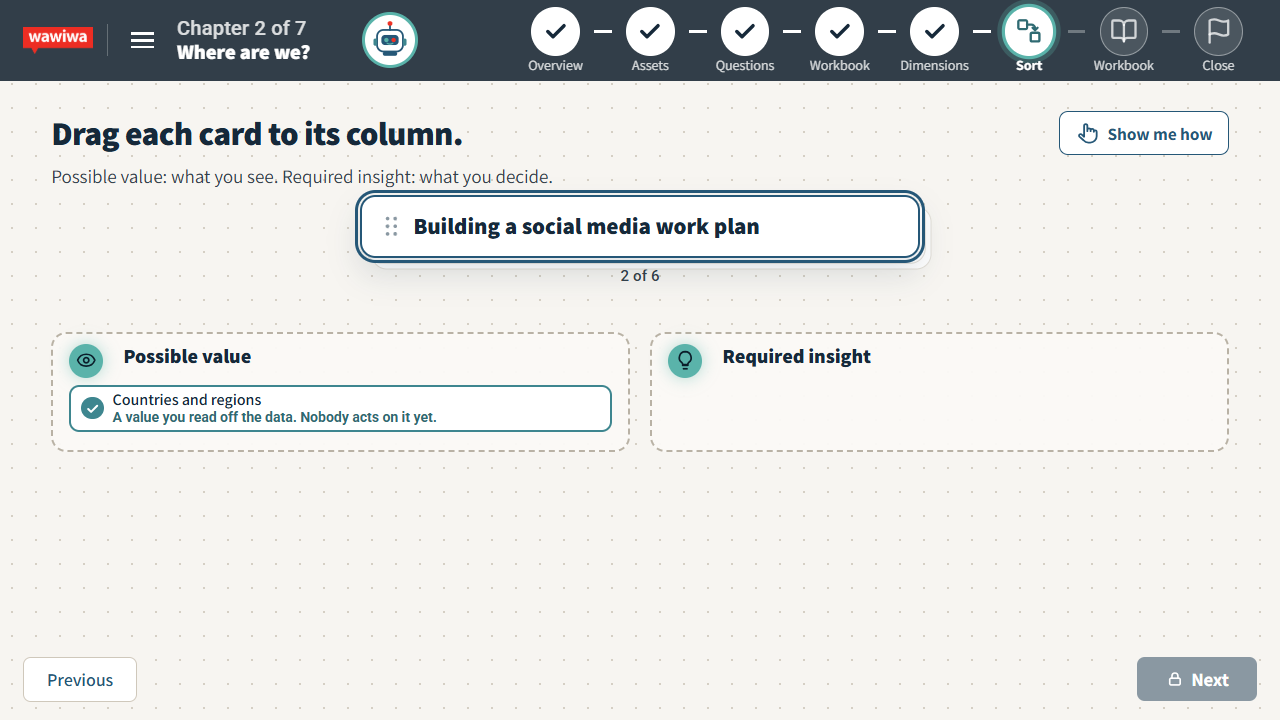 wawiwa
Chapter 2 of 7
Where are we?
Overview
Assets
Questions
Workbook
Dimensions
Sort
Workbook
Close
Drag each card to its column.
Show me how
Possible value: what you see. Required insight: what you decide.
Building a social media work plan
2 of 6
Possible value
Required insight
Countries and regions
A value you read off the data. Nobody acts on it yet.
Previous
Next